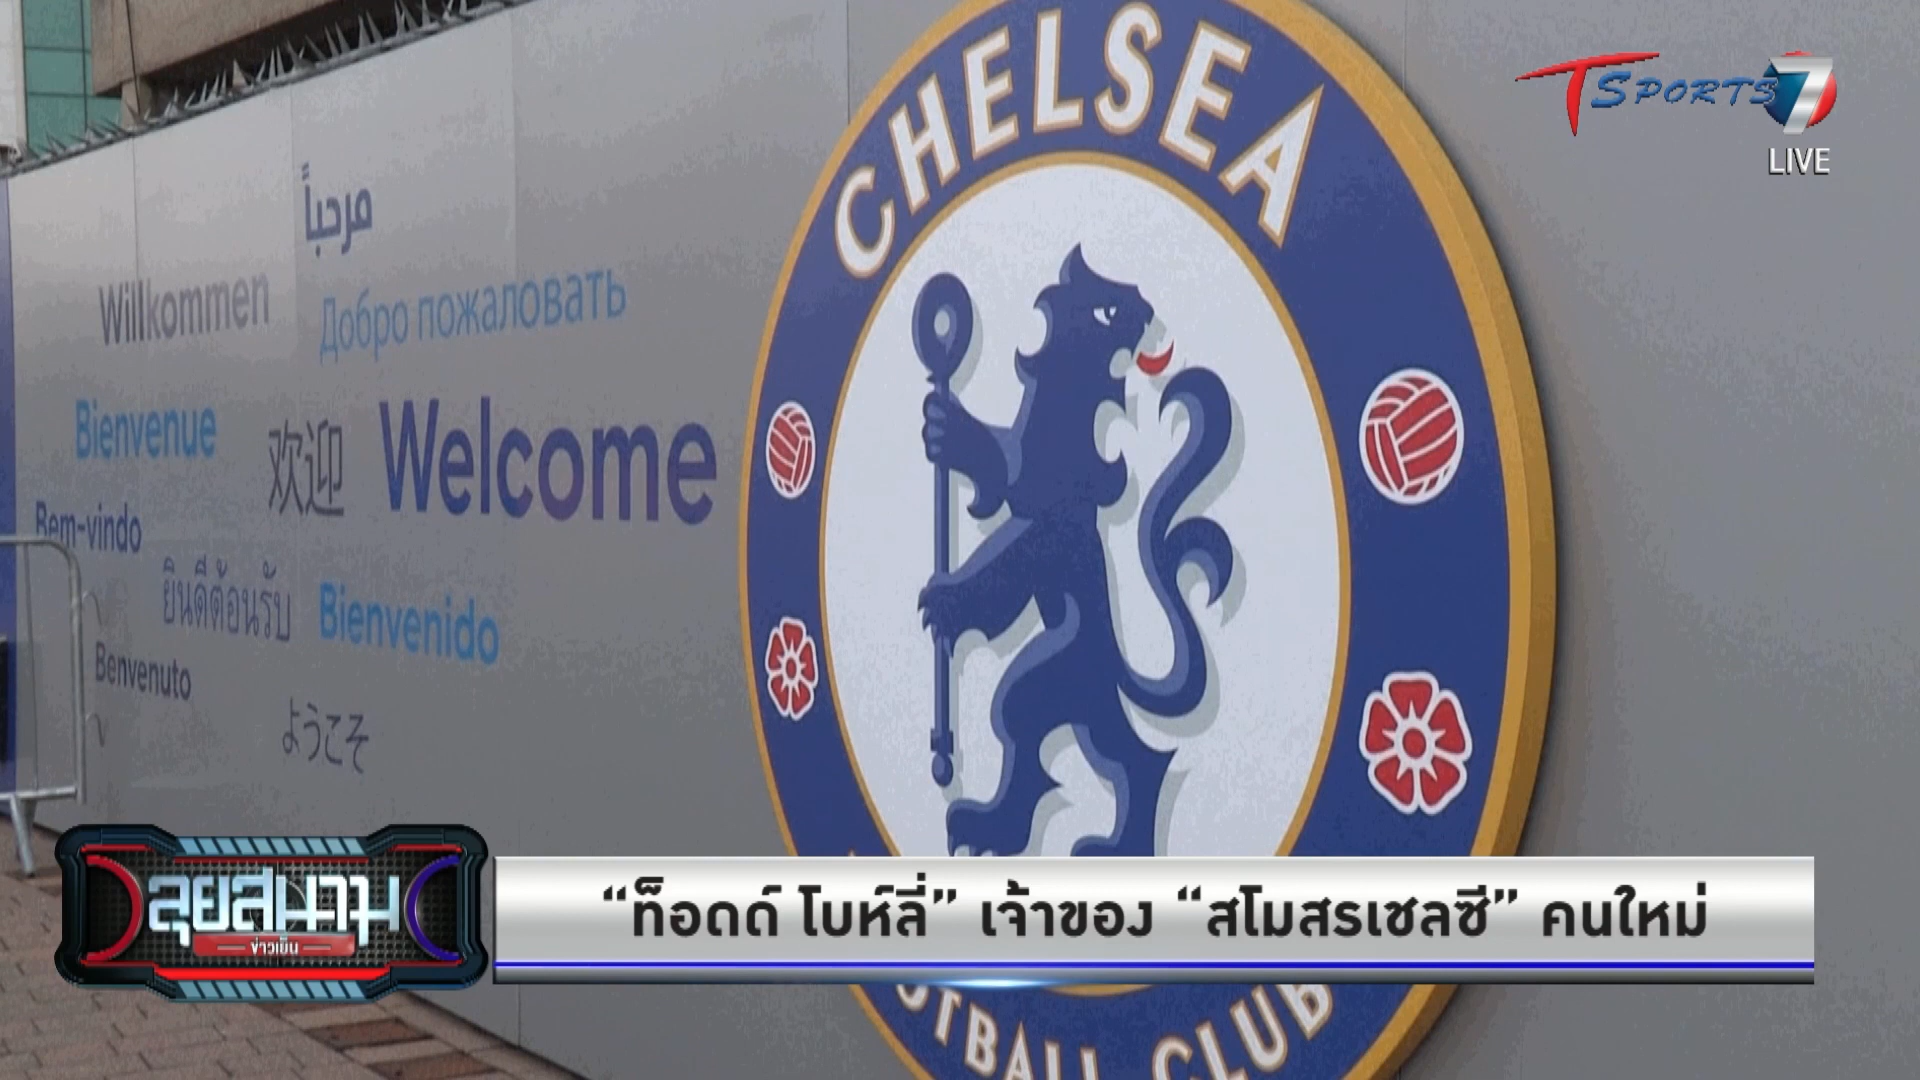 TSPORTS 7
LIVE
CHELSEA
مرحباً
Willkommen
Добро пожаловать
Bienvenue
欢迎
Welcome
Bem-vindo
ยินดีต้อนรับ
Bienvenido
Benvenuto
ようこそ
ลุยสนาม
ข่าวเย็น
“ท็อดด์ โบห์ลี่” เจ้าของ “สโมสรเชลซี” คนใหม่
OTBALL CLUB